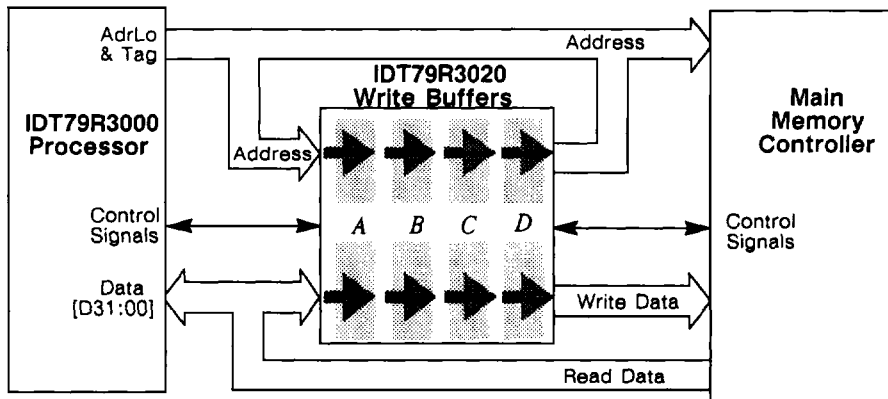 AdrLo
& Tag
Address
IDT79R3020
Write Buffers
IDT79R3000
Processor
Main
Memory
Controller
Address
Control
Signals
A B C D
Control
Signals
Data
[D31:00]
Write Data
Read Data